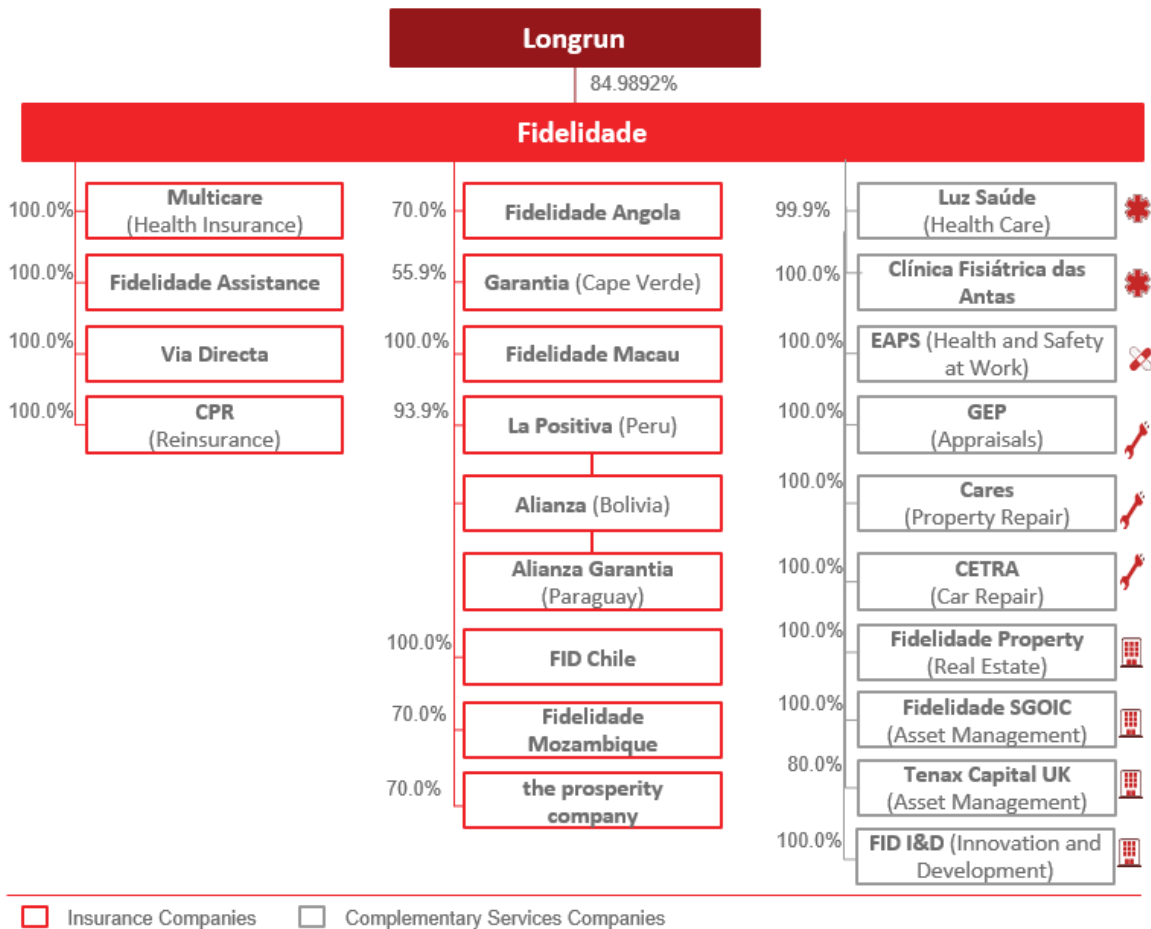 Longrun
84.9892%
Fidelidade
100.0%
Multicare
(Health Insurance)
100.0%
Fidelidade Assistance
100.0%
Via Directa
100.0%
CPR
(Reinsurance)
70.0%
Fidelidade Angola
55.9%
Garantia (Cape Verde)
100.0%
Fidelidade Macau
93.9%
La Positiva (Peru)
Alianza (Bolivia)
Alianza Garantia
(Paraguay)
100.0%
FID Chile
70.0%
Fidelidade
Mozambique
70.0%
the prosperity
company
99.9%
Luz Saúde
(Health Care)
100.0%
Clínica Fisiátrica das
Antas
100.0%
EAPS (Health and Safety
at Work)
100.0%
GEP
(Appraisals)
100.0%
Cares
(Property Repair)
100.0%
CETRA
(Car Repair)
100.0%
Fidelidade Property
(Real Estate)
100.0%
Fidelidade SGOIC
(Asset Management)
80.0%
Tenax Capital UK
(Asset Management)
100.0%
FID I&D (Innovation and
Development)
Insurance Companies
Complementary Services Companies